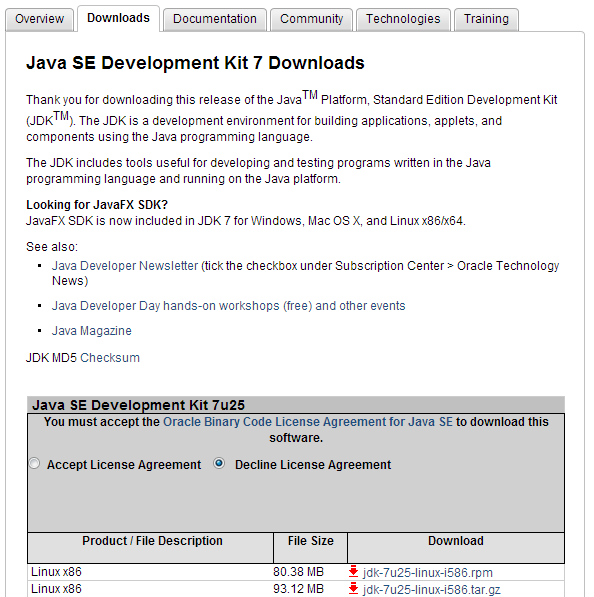 Overview Downloads Documentation Community Technologies Training
Java SE Development Kit 7 Downloads
Thank you for downloading this release of the Java™ Platform, Standard Edition Development Kit
(JDK™). The JDK is a development environment for building applications, applets, and
components using the Java programming language.
The JDK includes tools useful for developing and testing programs written in the Java
programming language and running on the Java platform.
Looking for JavaFX SDK?
JavaFX SDK is now included in JDK 7 for Windows, Mac OS X, and Linux x86/x64.
See also:
Java Developer Newsletter (tick the checkbox under Subscription Center > Oracle Technology
News)
Java Developer Day hands-on workshops (free) and other events
Java Magazine
JDK MD5 Checksum
Java SE Development Kit 7u25
You must accept the Oracle Binary Code License Agreement for Java SE to download this
software.
Accept License Agreement Decline License Agreement
Product / File Description File Size Download
Linux x86 80.38 MB jdk-7u25-linux-i586.rpm
Linux x86 93.12 MB jdk-7u25-linux-i586.tar.gz